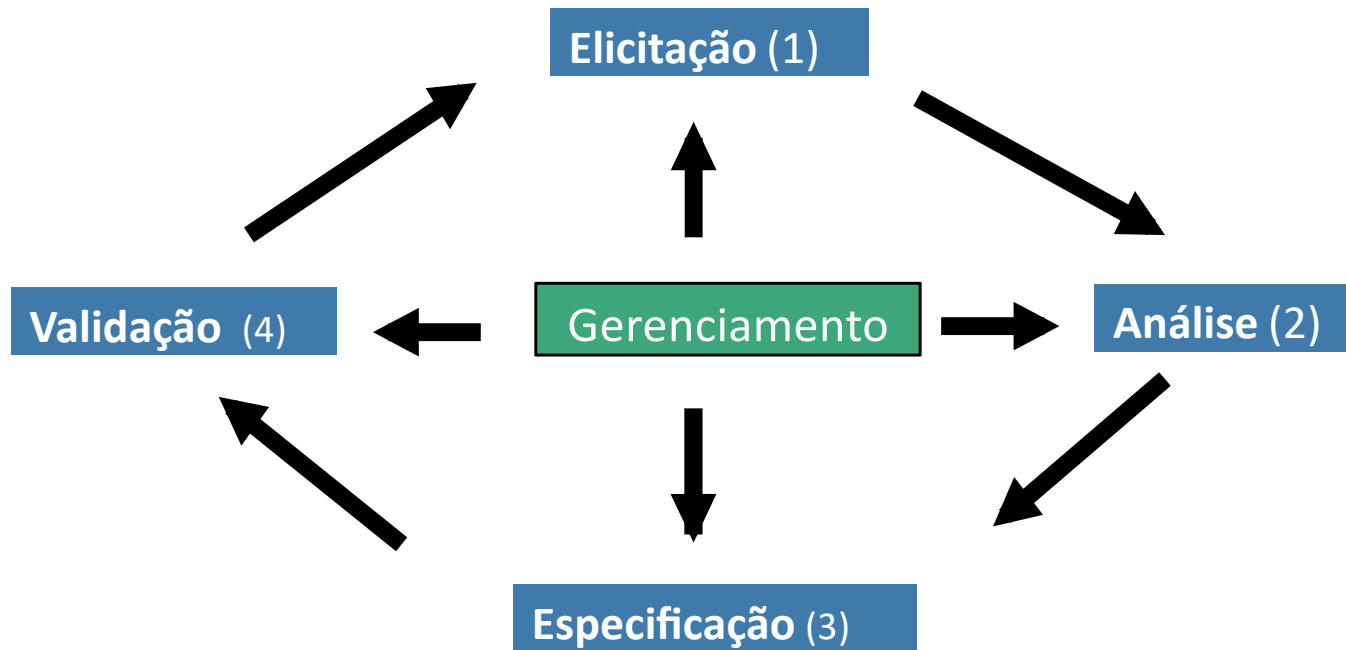 Elicitação (1)
Validação (4)
Gerenciamento
Análise (2)
Especificação (3)